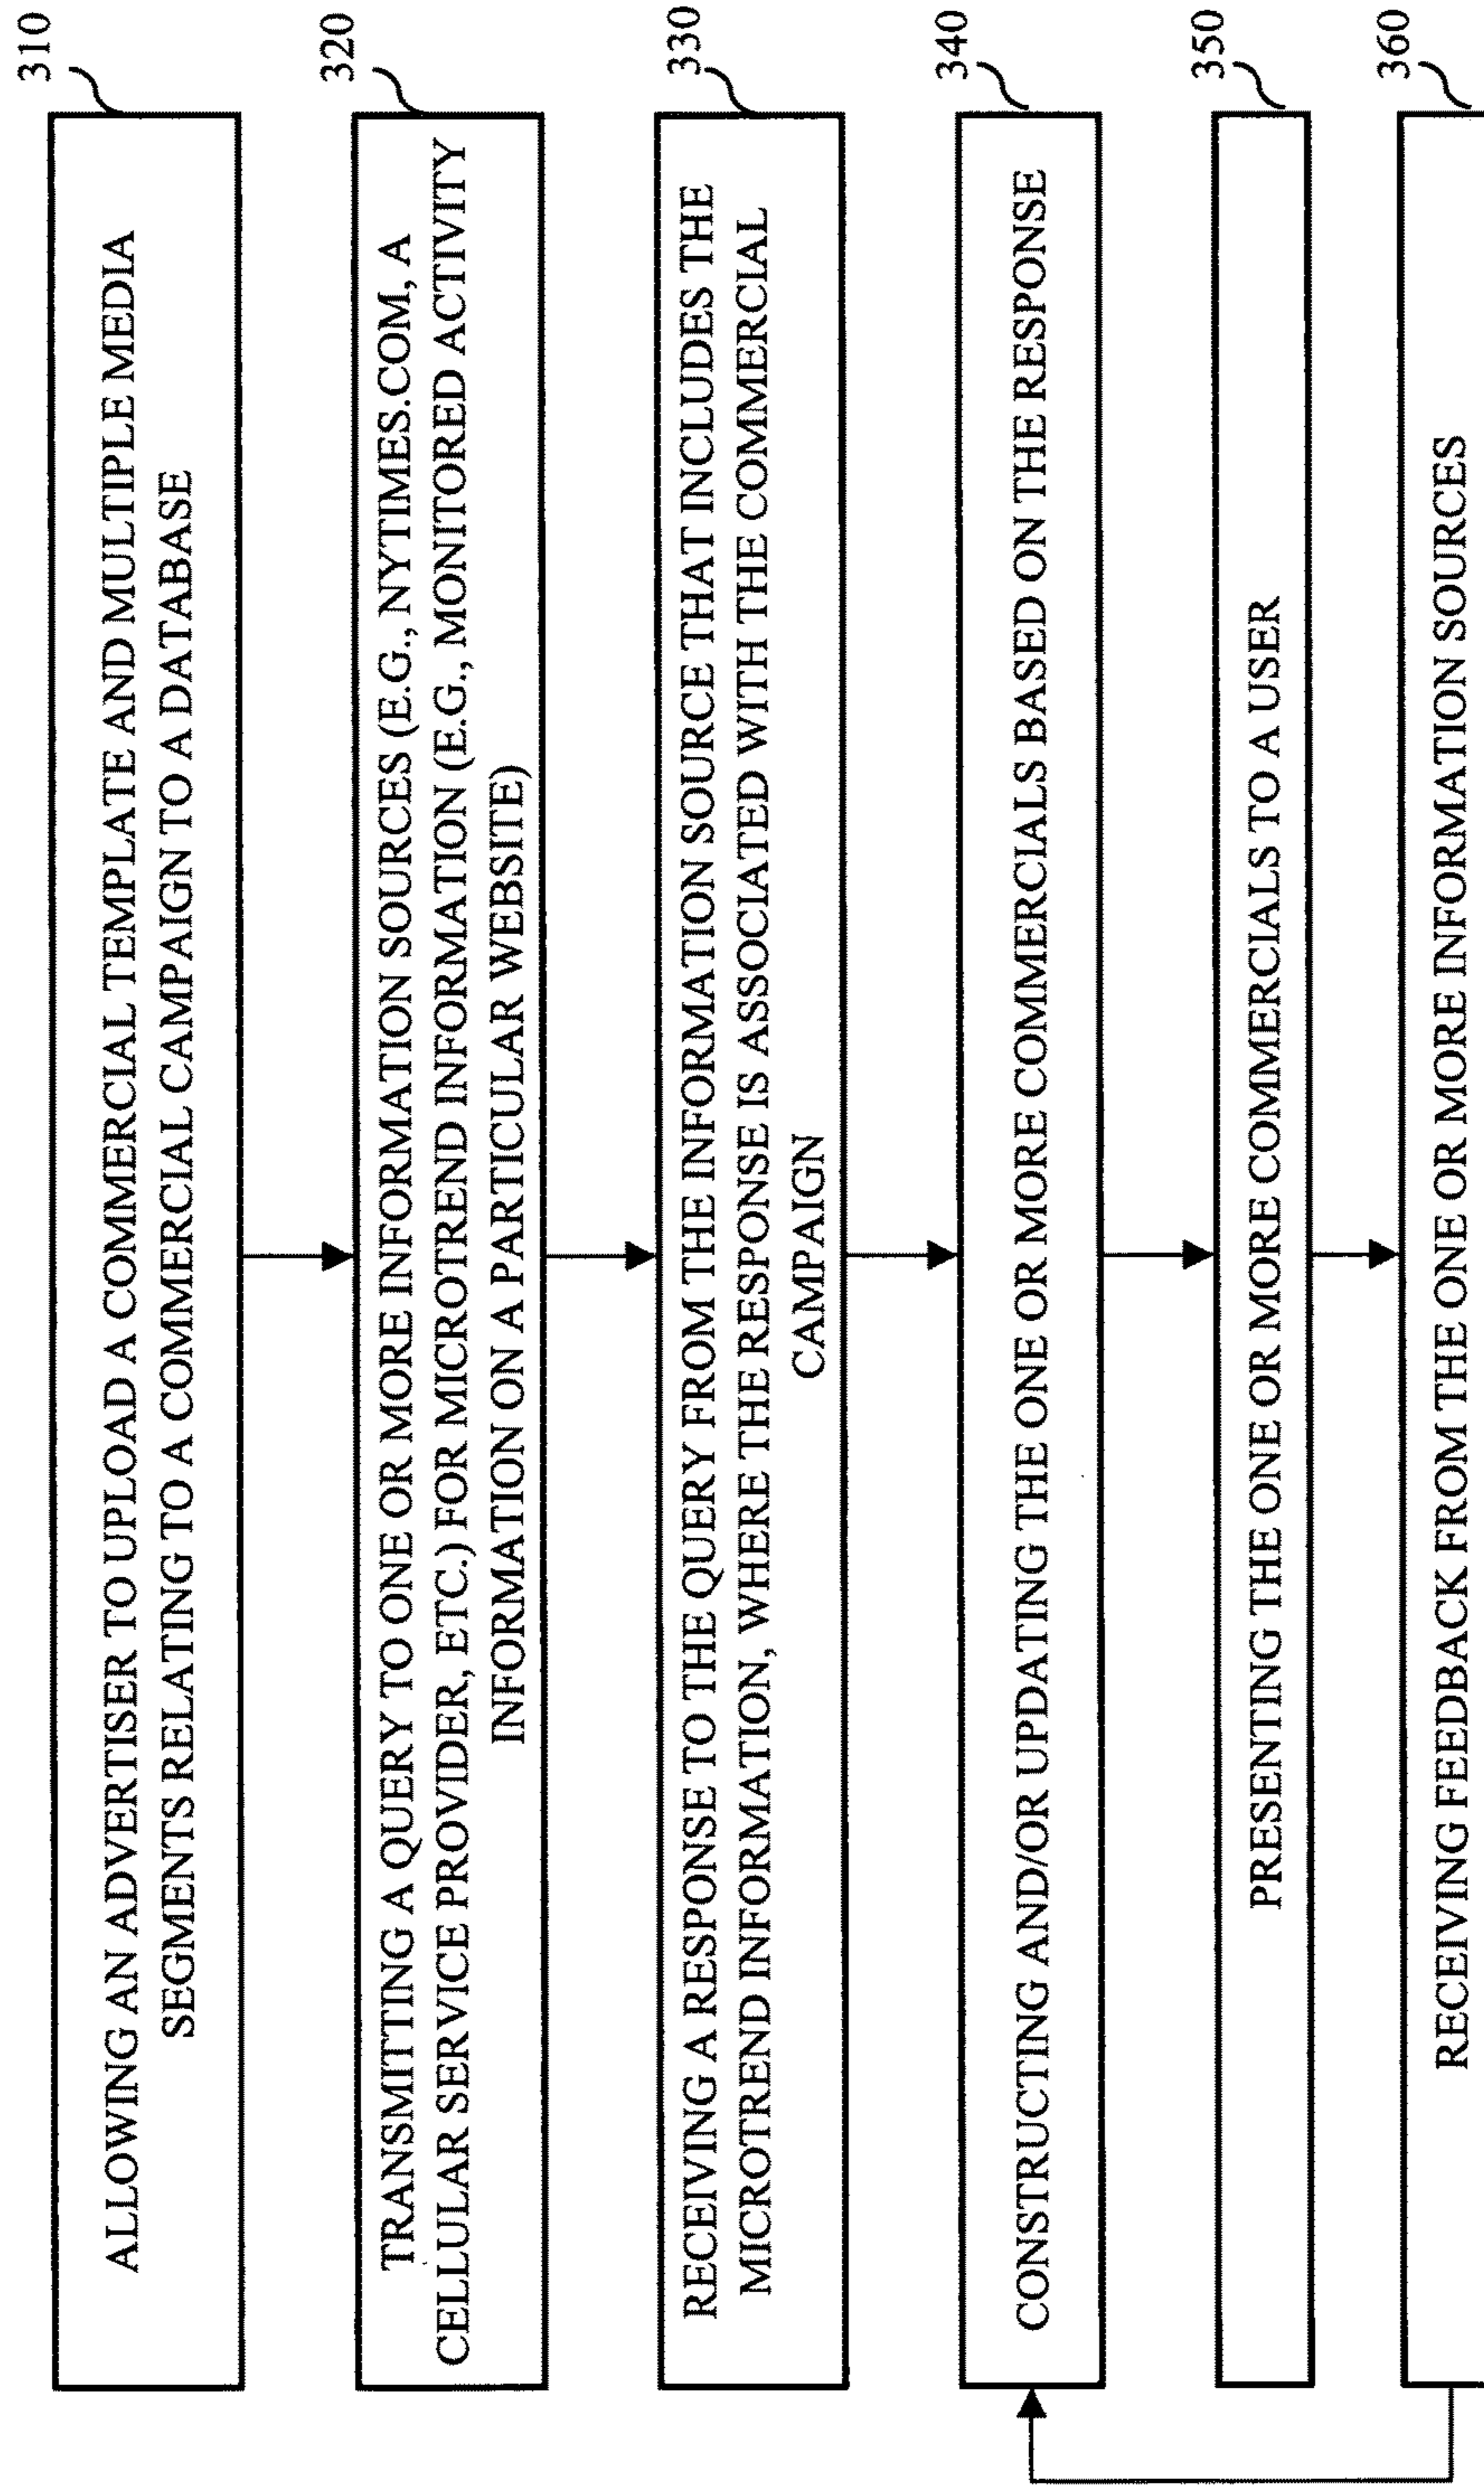 310
ALLOWING AN ADVERTISER TO UPLOAD A COMMERCIAL TEMPLATE AND MULTIPLE MEDIA
SEGMENTS RELATING TO A COMMERCIAL CAMPAIGN TO A DATABASE
320
TRANSMITTING A QUERY TO ONE OR MORE INFORMATION SOURCES (E.G., NYTIMES.COM, A
CELLULAR SERVICE PROVIDER, ETC.) FOR MICROTREND INFORMATION (E.G., MONITORED ACTIVITY
INFORMATION ON A PARTICULAR WEBSITE)
330
RECEIVING A RESPONSE TO THE QUERY FROM THE INFORMATION SOURCE THAT INCLUDES THE
MICROTREND INFORMATION, WHERE THE RESPONSE IS ASSOCIATED WITH THE COMMERCIAL
CAMPAIGN
340
CONSTRUCTING AND/OR UPDATING THE ONE OR MORE COMMERCIALS BASED ON THE RESPONSE
350
PRESENTING THE ONE OR MORE COMMERCIALS TO A USER
360
RECEIVING FEEDBACK FROM THE ONE OR MORE INFORMATION SOURCES